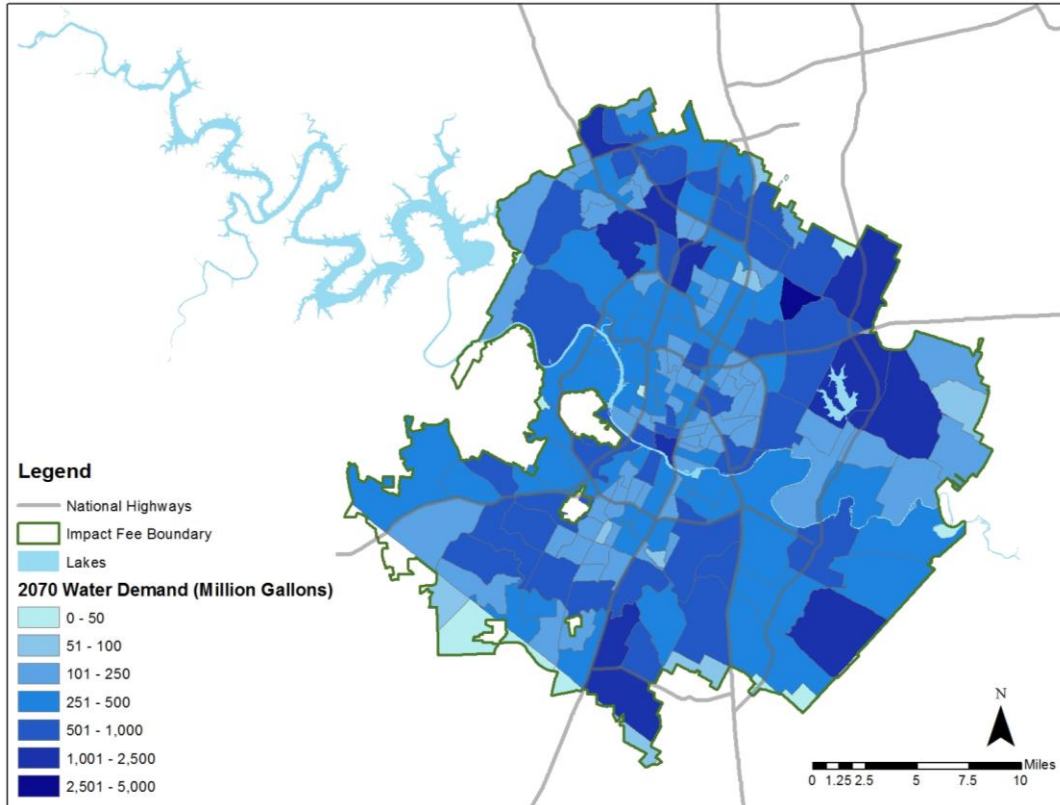 Legend
National Highways
Impact Fee Boundary
Lakes
2070 Water Demand (Million Gallons)
0 - 50
51 - 100
101 - 250
251 - 500
501 - 1,000
1,001 - 2,500
2,501 - 5,000
N
Miles
0 1.25 2.5 5 7.5 10